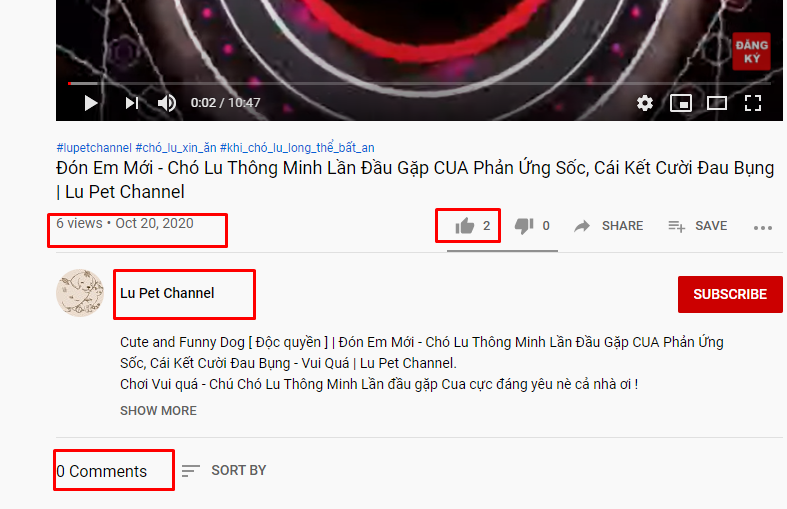 ĐĂNG
KÝ
0:02 / 10:47
#lupetchannel #chó_lu_xin_ăn #khi_chó_lu_long_thể_bất_an
Đón Em Mới - Chó Lu Thông Minh Lần Đầu Gặp CUA Phản Ứng Sốc, Cái Kết Cười Đau Bụng
| Lu Pet Channel
6 views • Oct 20, 2020
2 0 SHARE SAVE
Lu Pet Channel
SUBSCRIBE
Cute and Funny Dog [ Độc quyền ] | Đón Em Mới - Chó Lu Thông Minh Lần Đầu Gặp CUA Phản Ứng
Sốc, Cái Kết Cười Đau Bụng - Vui Quá | Lu Pet Channel.
Chơi Vui quá - Chú Chó Lu Thông Minh Lần đầu gặp Cua cực đáng yêu nè cả nhà ơi !
SHOW MORE
0 Comments SORT BY